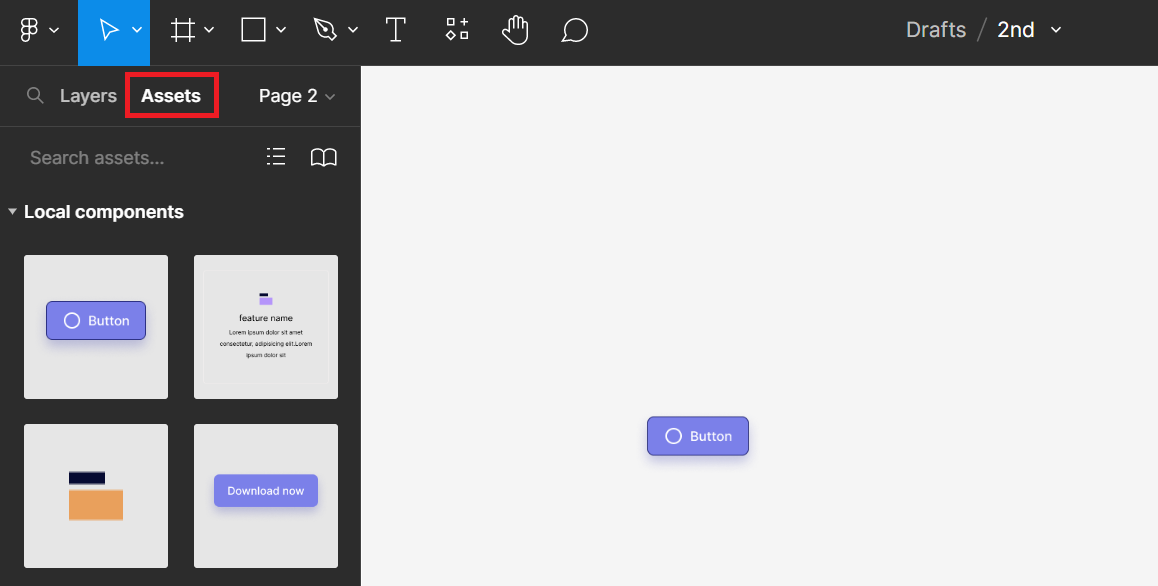 Drafts / 2nd
Layers Assets Page 2
Search assets...
Local components
Button
feature name
Lorem ipsum dolor sit amet
consectetur, adipisicing elit.Lorem
ipsum dolor sit
Button
Download now